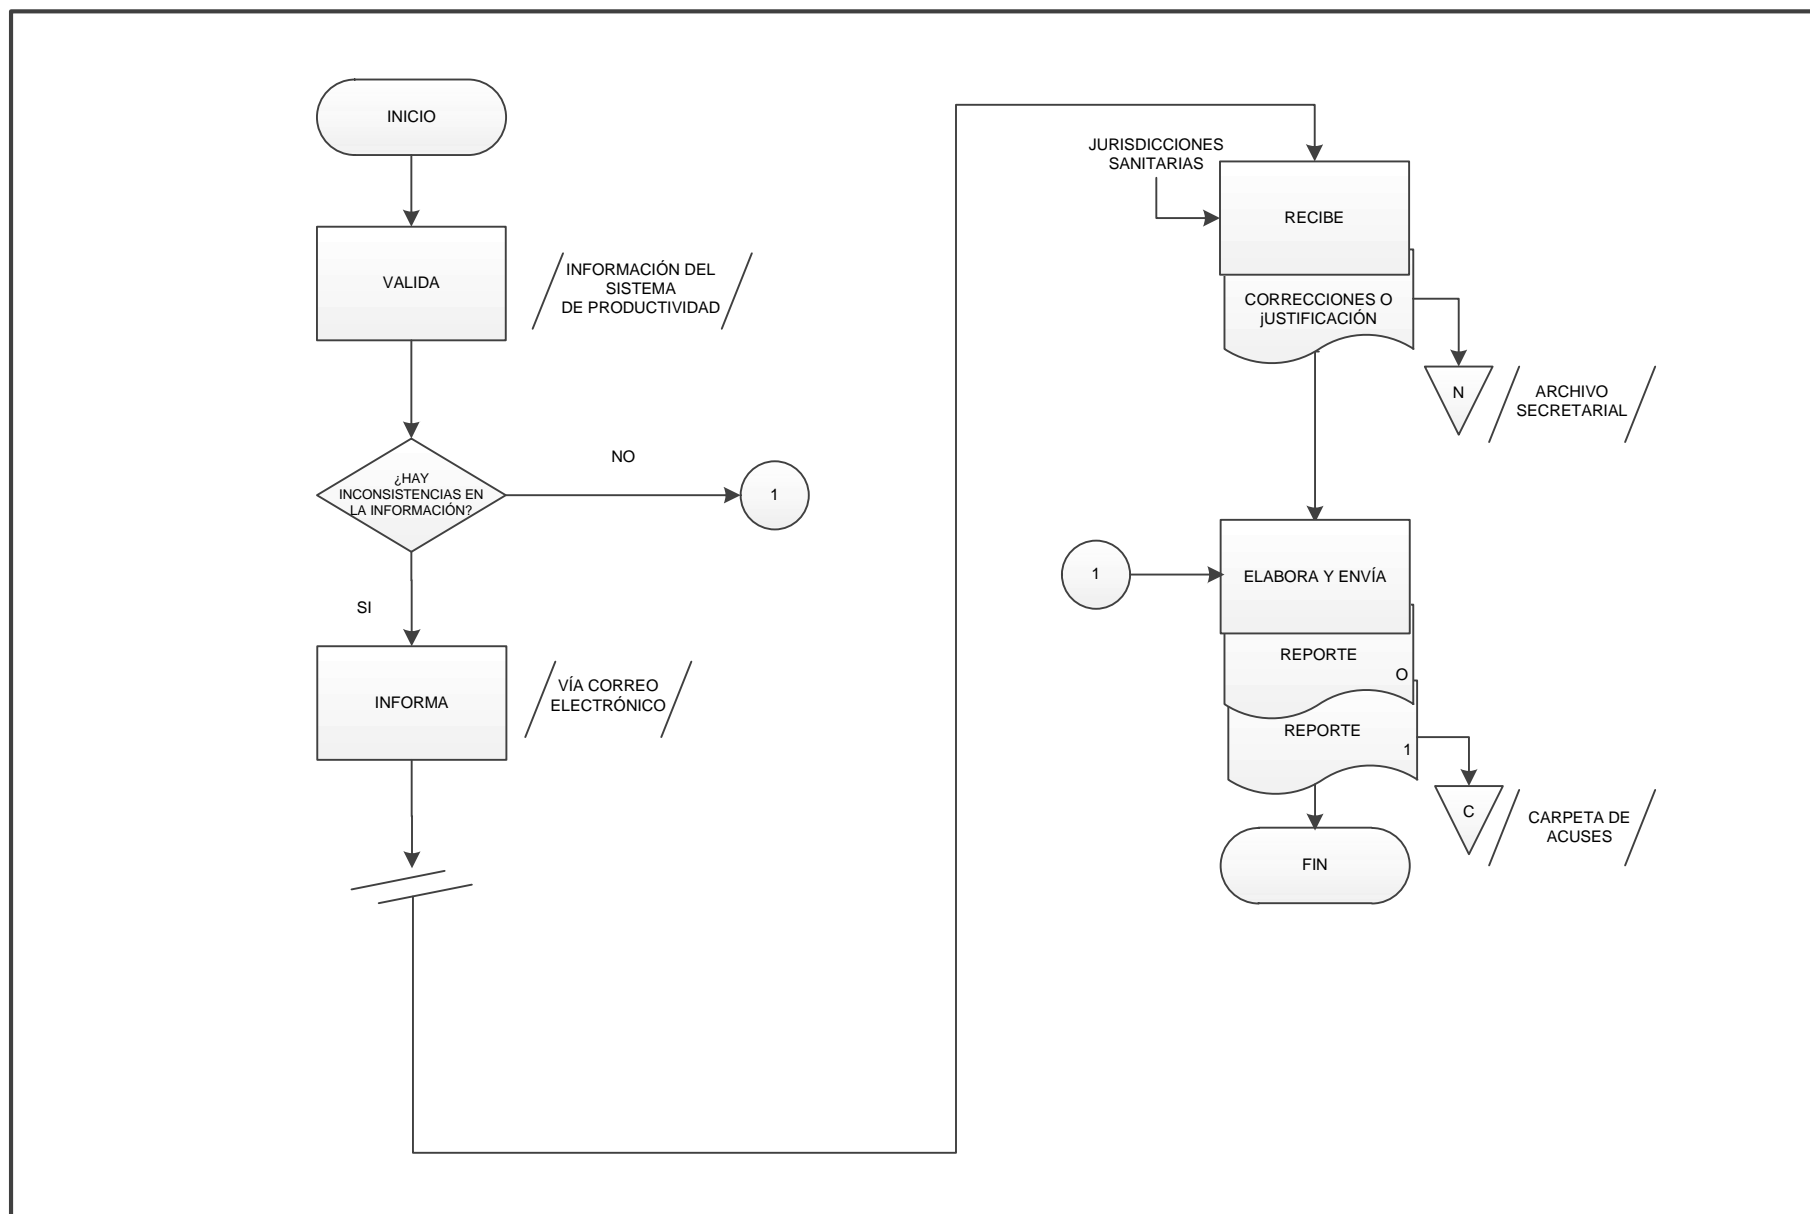 INICIO
VALIDA
INFORMACIÓN DEL
SISTEMA
DE PRODUCTIVIDAD
¿HAY
INCONSISTENCIAS EN
LA INFORMACIÓN?
NO
1
SI
INFORMA
VÍA CORREO
ELECTRÓNICO
JURISDICCIONES
SANITARIAS
RECIBE
CORRECCIONES O
jUSTIFICACIÓN
N
ARCHIVO
SECRETARIAL
1
ELABORA Y ENVÍA
REPORTE
O
REPORTE
1
C
CARPETA DE
ACUSES
FIN